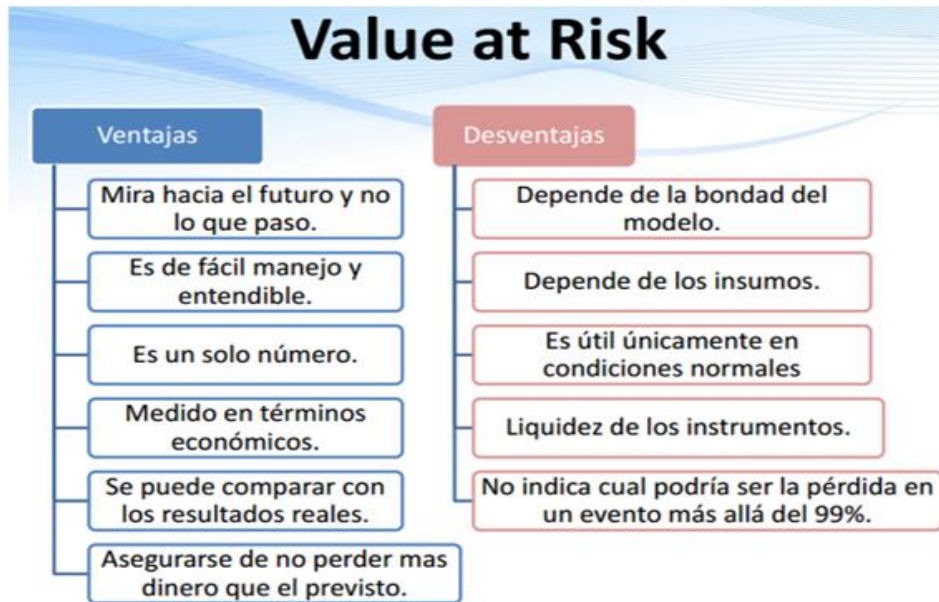 Value at Risk
Ventajas
Mira hacia el futuro y no
lo que paso.
Es de fácil manejo y
entendible.
Es un solo número.
Medido en términos
económicos.
Se puede comparar con
los resultados reales.
Asegurarse de no perder mas
dinero que el previsto.
Desventajas
Depende de la bondad del
modelo.
Depende de los insumos.
Es útil únicamente en
condiciones normales
Liquidez de los instrumentos.
No indica cual podría ser la pérdida en
un evento más allá del 99%.